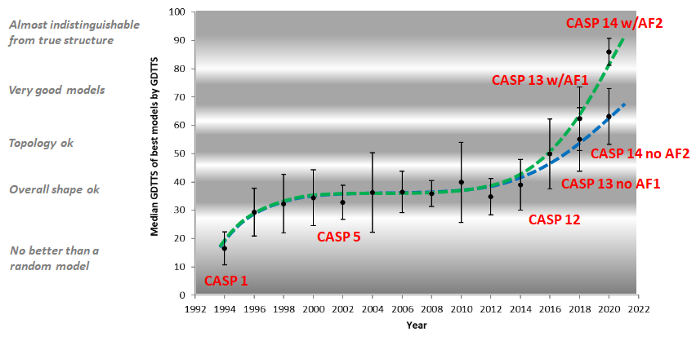 Almost indistinguishable
from true structure
Very good models
Topology ok
Overall shape ok
No better than a
random model
Median GDTTS of best models by GDTTS
100
90
80
70
60
50
40
30
20
10
0
CASP 14 w/AF2
CASP 13 w/AF1
CASP 14 no AF2
CASP 13 no AF1
CASP 12
CASP 5
CASP 1
1992 1994 1996 1998 2000 2002 2004 2006 2008 2010 2012 2014 2016 2018 2020 2022
Year